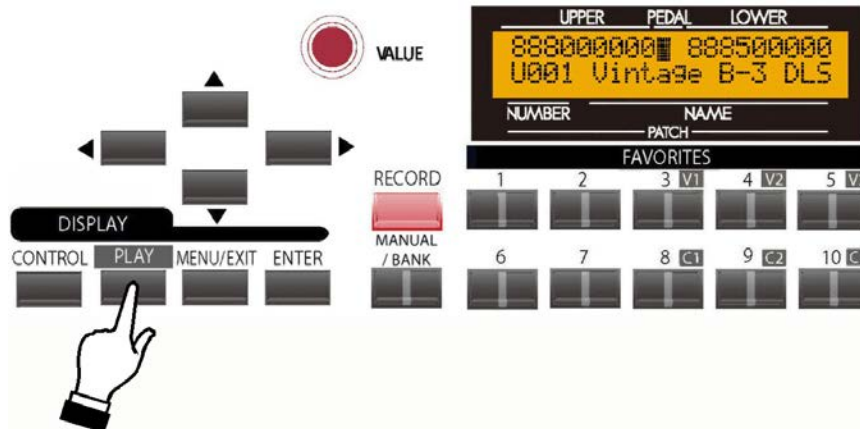 VALUE
UPPER PEDAL LOWER
888000000 888500000
U001 Vintage B-3 DLS
NUMBER NAME
PATCH
FAVORITES
RECORD
1 2 3 V1 4 V2 5
DISPLAY
MANUAL
/ BANK
CONTROL PLAY MENU/EXIT ENTER
6 7 8 C1 9 C2 10